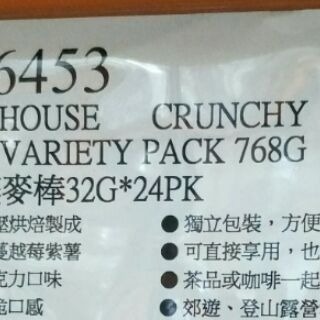 6453
HOUSE CRUNCHY
VARIETY PACK 768G
麥棒32G*24PK
壓烘焙製成
● 獨立包裝，方便
蔓越莓紫薯
● 可直接享用，也
克力口味
● 茶品或咖啡一起
脆口感
● 郊遊、登山露營